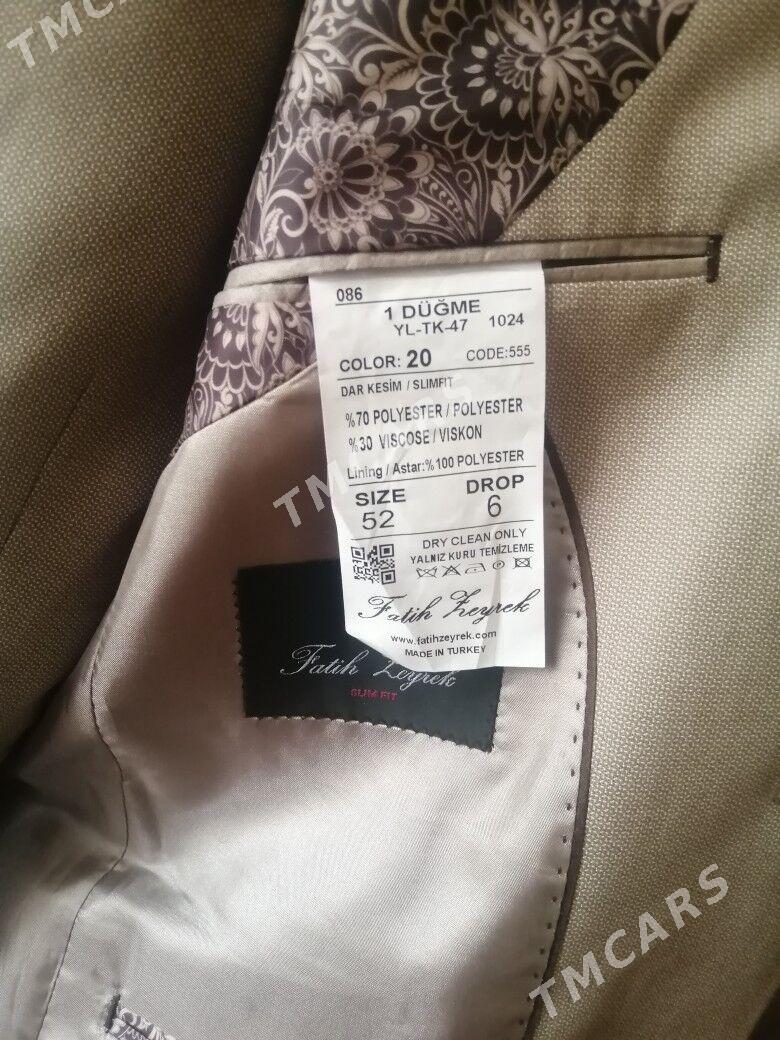 TMCARS
086
1 DÜĞME
YL-TK-47 1024
COLOR: 20 CODE:555
DAR KESİM / SLIMFIT
%70 POLYESTER / POLYESTER
%30 VISCOSE / VISKON
Lining / Astar:%100 POLYESTER
SIZE DROP
52 6
DRY CLEAN ONLY
YALNIZ KURU TEMİZLEME
Fatih Zeyrek
www.fatihzeyrek.com
MADE IN TURKEY
Fatih Zeyrek
SLIM FIT
TMCARS